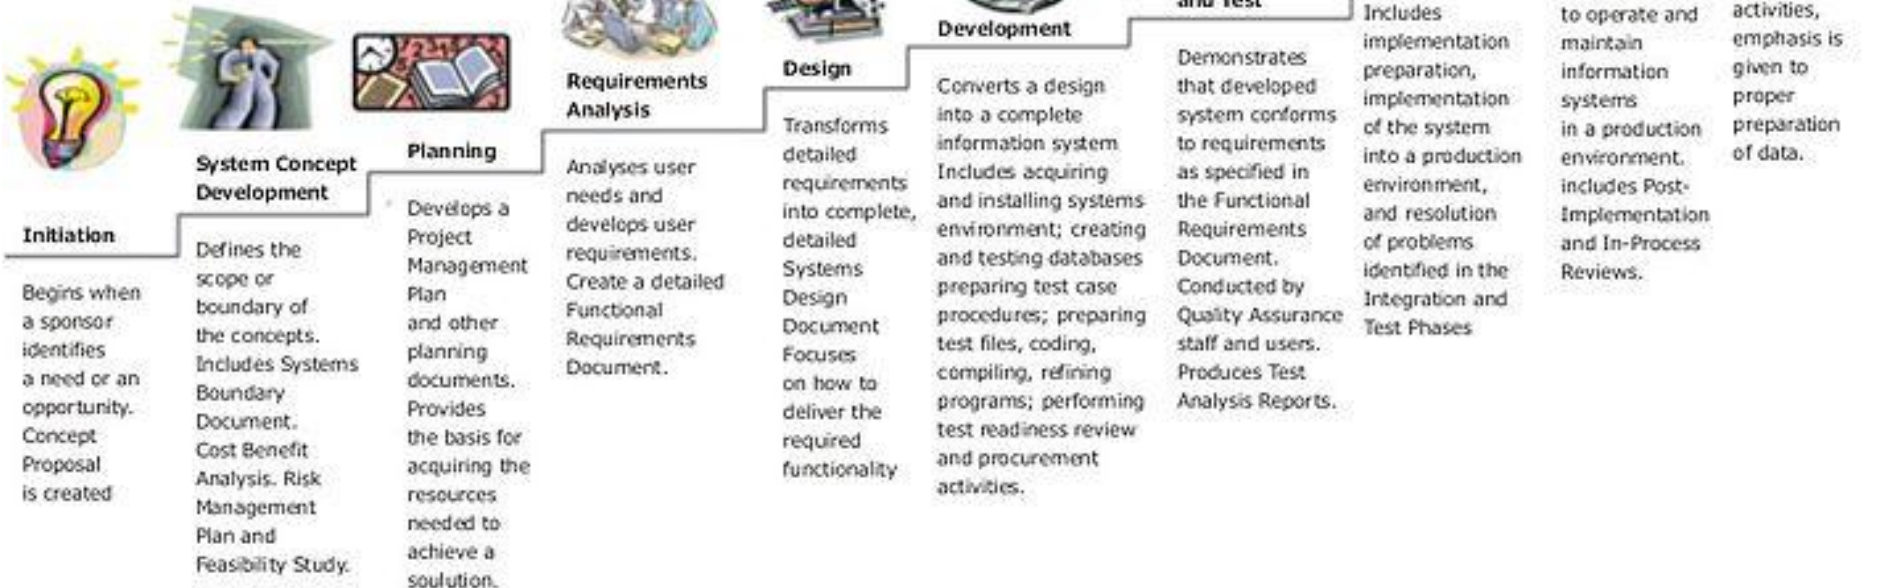 Initiation
Begins when
a sponsor
identifies
a need or an
opportunity.
Concept
Proposal
is created
System Concept
Development
Defines the
scope or
boundary of
the concepts.
Includes Systems
Boundary
Document.
Cost Benefit
Analysis. Risk
Management
Plan and
Feasibility Study.
Planning
Develops a
Project
Management
Plan
and other
planning
documents.
Provides
the basis for
acquiring the
resources
needed to
achieve a
soulution.
Requirements
Analysis
Analyses user
needs and
develops user
requirements.
Create a detailed
Functional
Requirements
Document.
Design
Transforms
detailed
requirements
into complete,
detailed
Systems
Design
Document
Focuses
on how to
deliver the
required
functionality
Development
Converts a design
into a complete
information system
Includes acquiring
and installing systems
environment; creating
and testing databases
preparing test case
procedures; preparing
test files, coding,
compiling, refining
programs; performing
test readiness review
and procurement
activities.
and Test
Demonstrates
that developed
system conforms
to requirements
as specified in
the Functional
Requirements
Document.
Conducted by
Quality Assurance
staff and users.
Produces Test
Analysis Reports.
Includes
implementation
preparation,
implementation
of the system
into a production
environment,
and resolution
of problems
identified in the
Integration and
Test Phases
to operate and
maintain
information
systems
in a production
environment.
includes Post-
Implementation
and In-Process
Reviews.
activities,
emphasis is
given to
proper
preparation
of data.